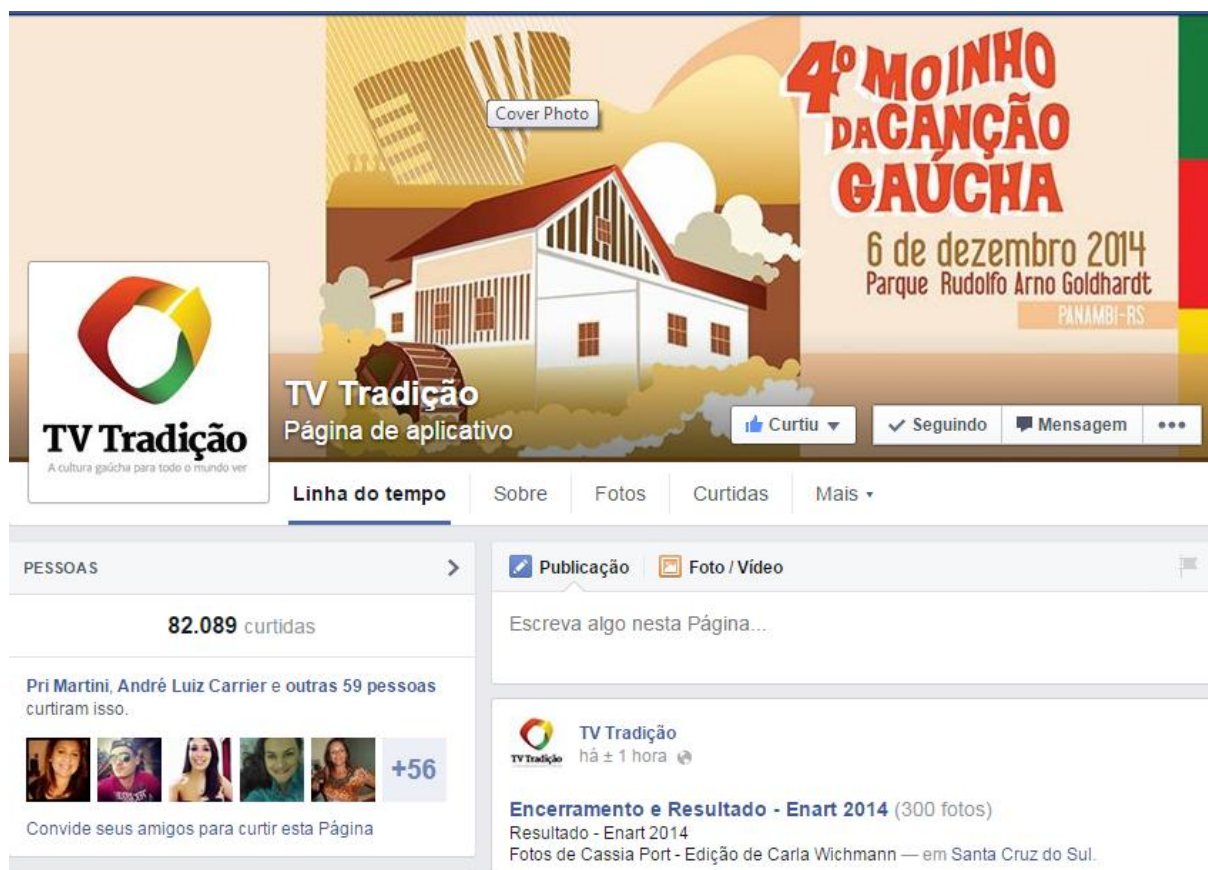 4º MOINHO
DA CANÇÃO
GAÚCHA
6 de dezembro 2014
Parque Rudolfo Arno Goldhardt
PANAMBI-RS
Cover Photo
TV Tradição
A cultura gaúcha para todo o mundo ver
TV Tradição
Página de aplicativo
Curtiu
Seguindo
Mensagem
Linha do tempo
Sobre
Fotos
Curtidas
Mais
PESSOAS
82.089 curtidas
Pri Martini, André Luiz Carrier e outras 59 pessoas
curtiram isso.
+56
Convide seus amigos para curtir esta Página
Publicação
Foto / Vídeo
Escreva algo nesta Página...
TV Tradição
TV Tradição
há ± 1 hora
Encerramento e Resultado - Enart 2014 (300 fotos)
Resultado - Enart 2014
Fotos de Cassia Port - Edição de Carla Wichmann — em Santa Cruz do Sul.